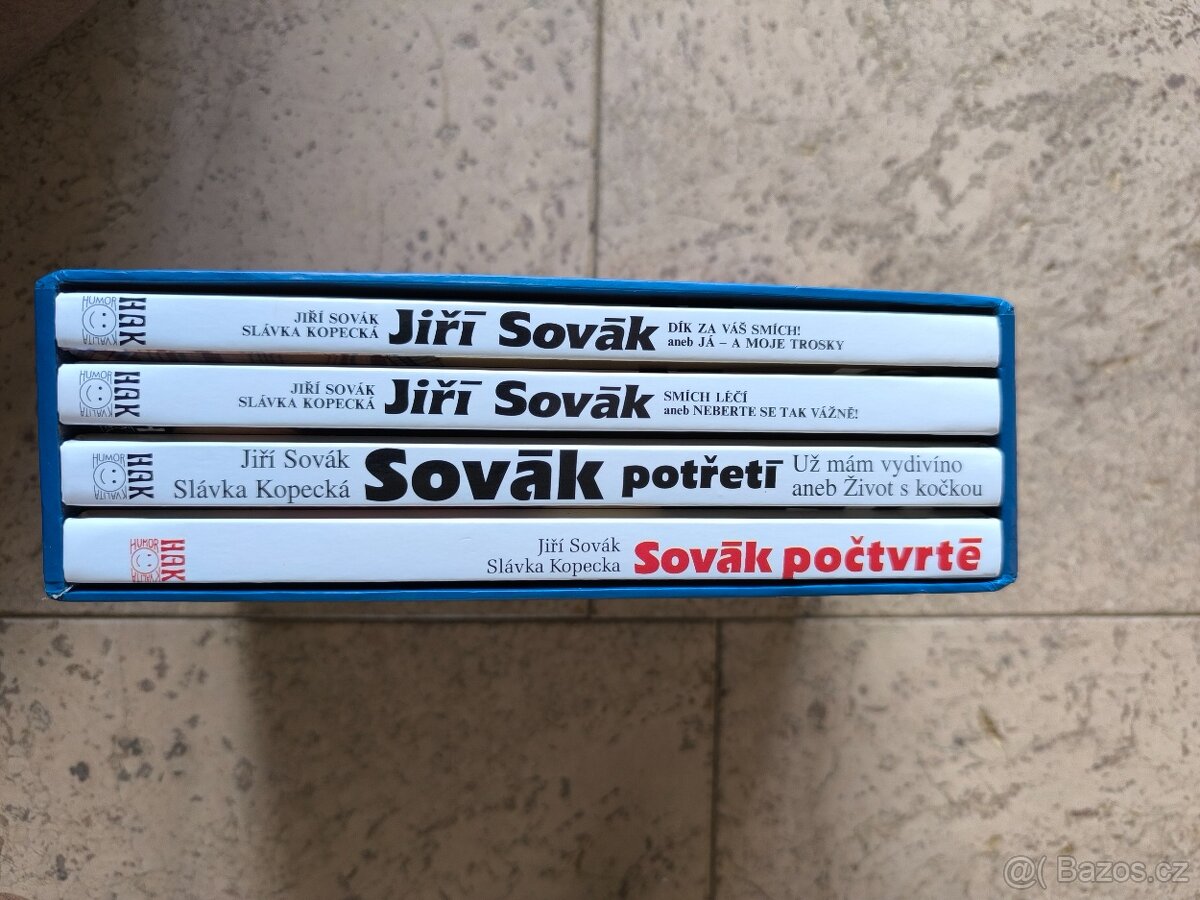 HUMOR
KVALITA
HAK
JIŘÍ SOVÁK
SLÁVKA KOPECKÁ
Jiří Sovák
DÍK ZA VÁŠ SMÍCH!
aneb JÁ – A MOJE TROSKY
HUMOR
KVALITA
HAK
JIŘÍ SOVÁK
SLÁVKA KOPECKÁ
Jiří Sovák
SMÍCH LÉČÍ
aneb NEBERTE SE TAK VÁŽNĚ!
HUMOR
KVALITA
HAK
Jiří Sovák
Slávka Kopecká
Sovák potřetí
Už mám vydivíno
aneb Život s kočkou
HUMOR
KVALITA
HAK
Jiří Sovák
Slávka Kopecka
Sovák počtvrté
@( Bazos.cz